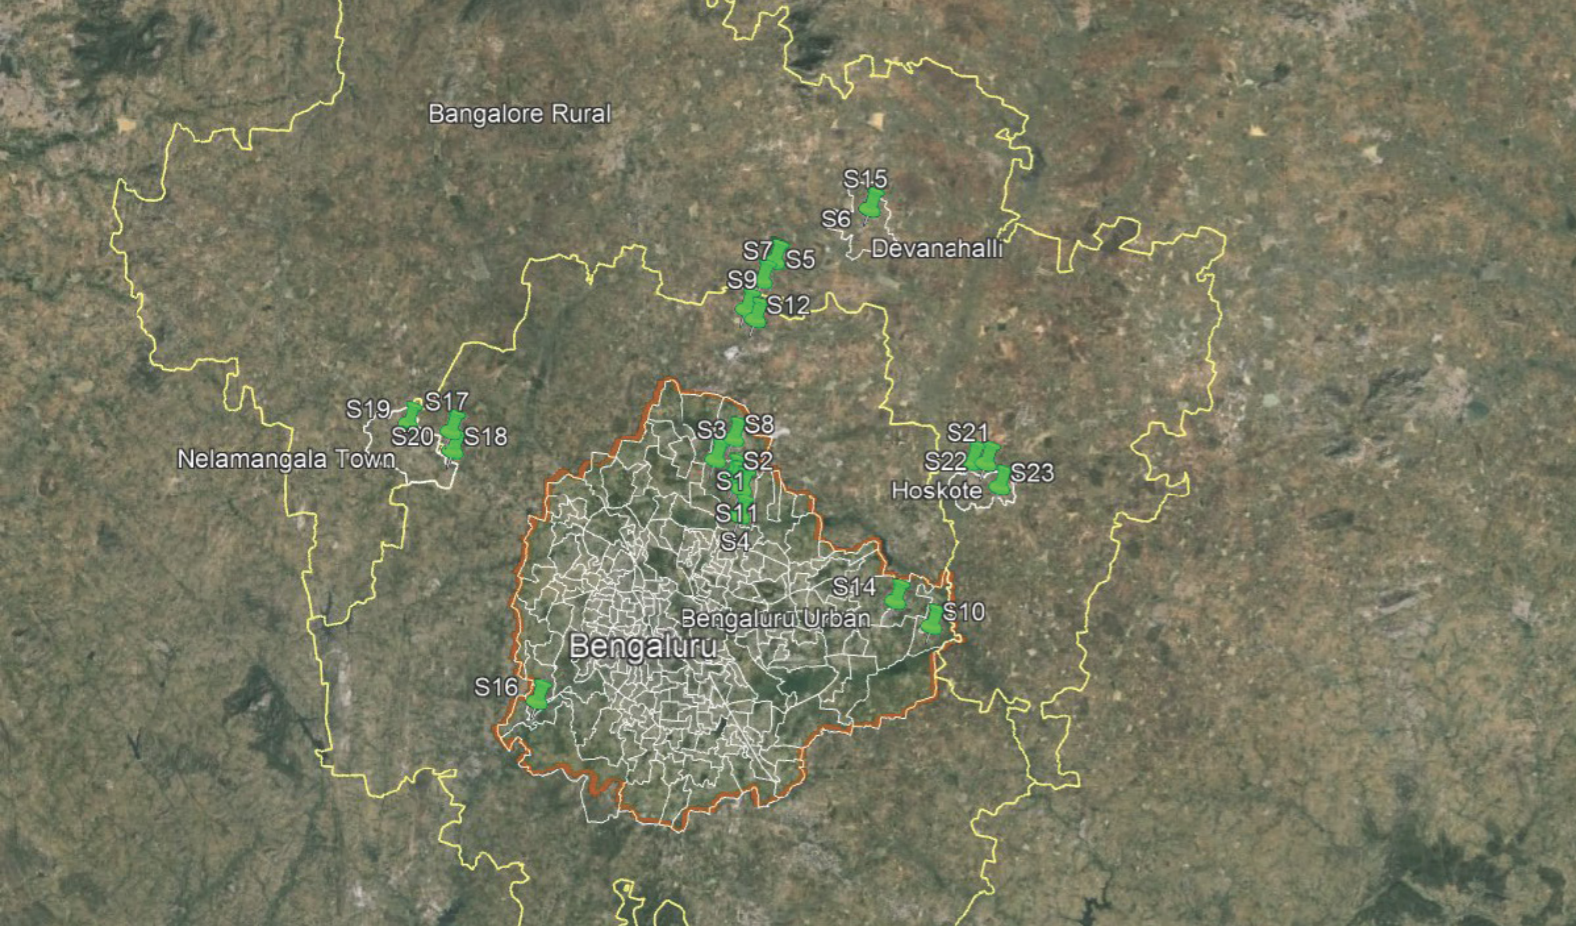 Bangalore Rural
S15
S6
Devanahalli
S7
S5
S9
S12
S19
S17
S20
S18
Nelamangala Town
S3
S8
S2
S1
S11
S4
S21
S22
S23
Hoskote
S14
S10
Bengaluru Urban
Bengaluru
S16